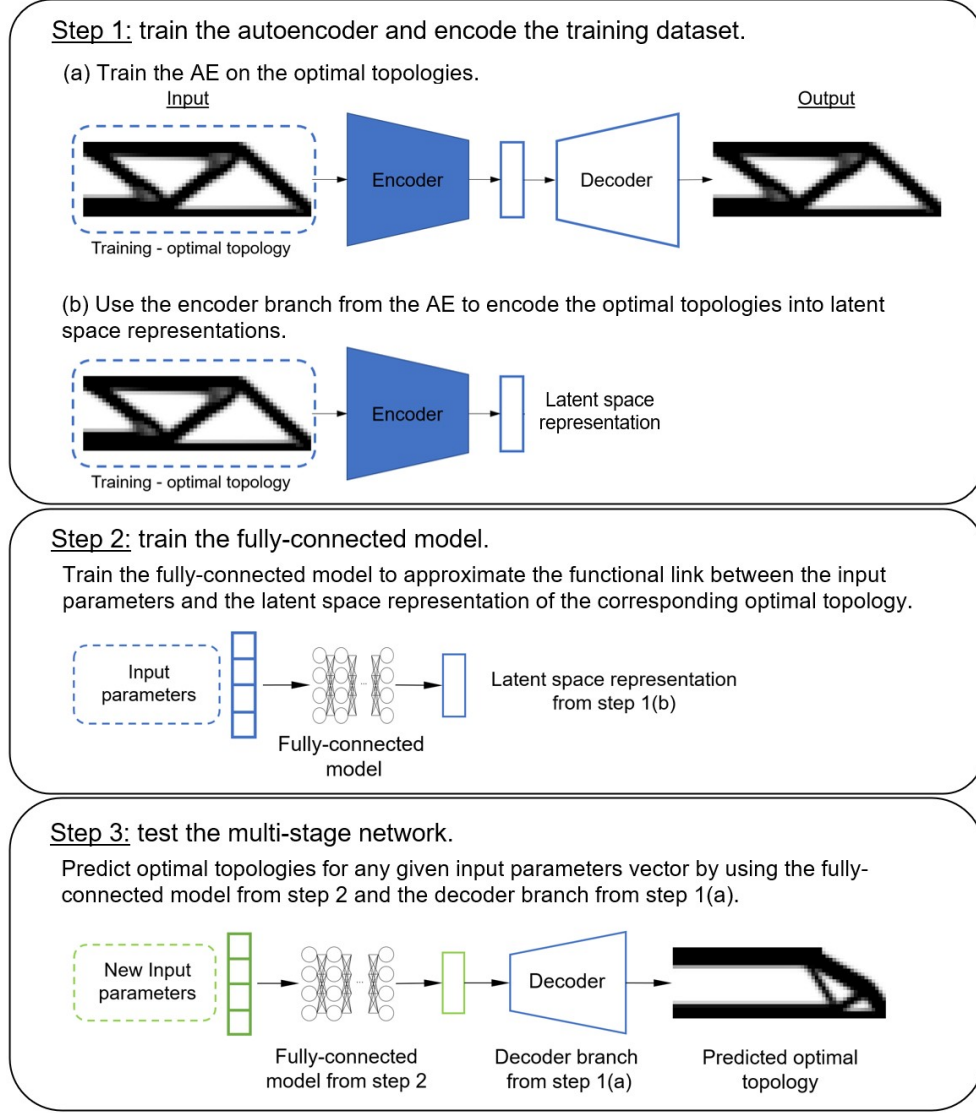 Step 1: train the autoencoder and encode the training dataset.
(a) Train the AE on the optimal topologies.
Input
Output
Encoder
Decoder
Training - optimal topology
(b) Use the encoder branch from the AE to encode the optimal topologies into latent
space representations.
Encoder
Latent space
representation
Training - optimal topology
Step 2: train the fully-connected model.
Train the fully-connected model to approximate the functional link between the input
parameters and the latent space representation of the corresponding optimal topology.
Input
parameters
...
Latent space representation
from step 1(b)
Fully-connected
model
Step 3: test the multi-stage network.
Predict optimal topologies for any given input parameters vector by using the fully-
connected model from step 2 and the decoder branch from step 1(a).
New Input
parameters
...
Decoder
Fully-connected
model from step 2
Decoder branch
from step 1(a)
Predicted optimal
topology